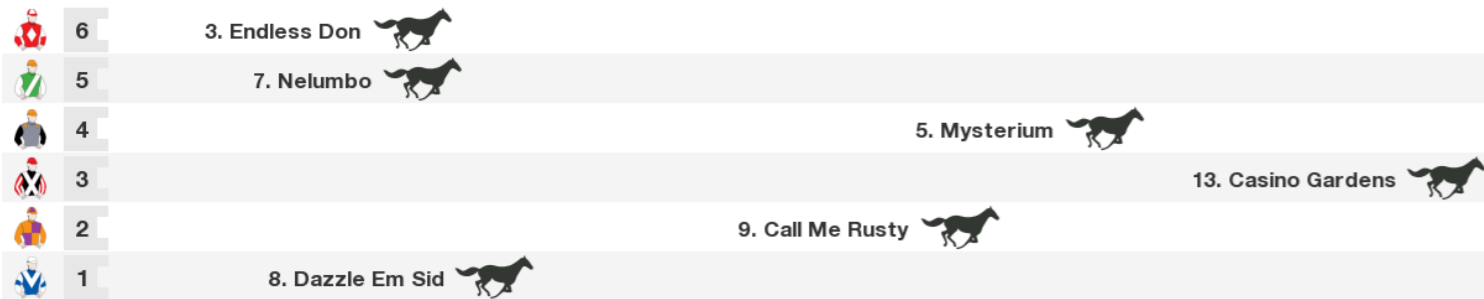 6 3. Endless Don
5 7. Nelumbo
4 5. Mysterium
3 13. Casino Gardens
2 9. Call Me Rusty
1 8. Dazzle Em Sid